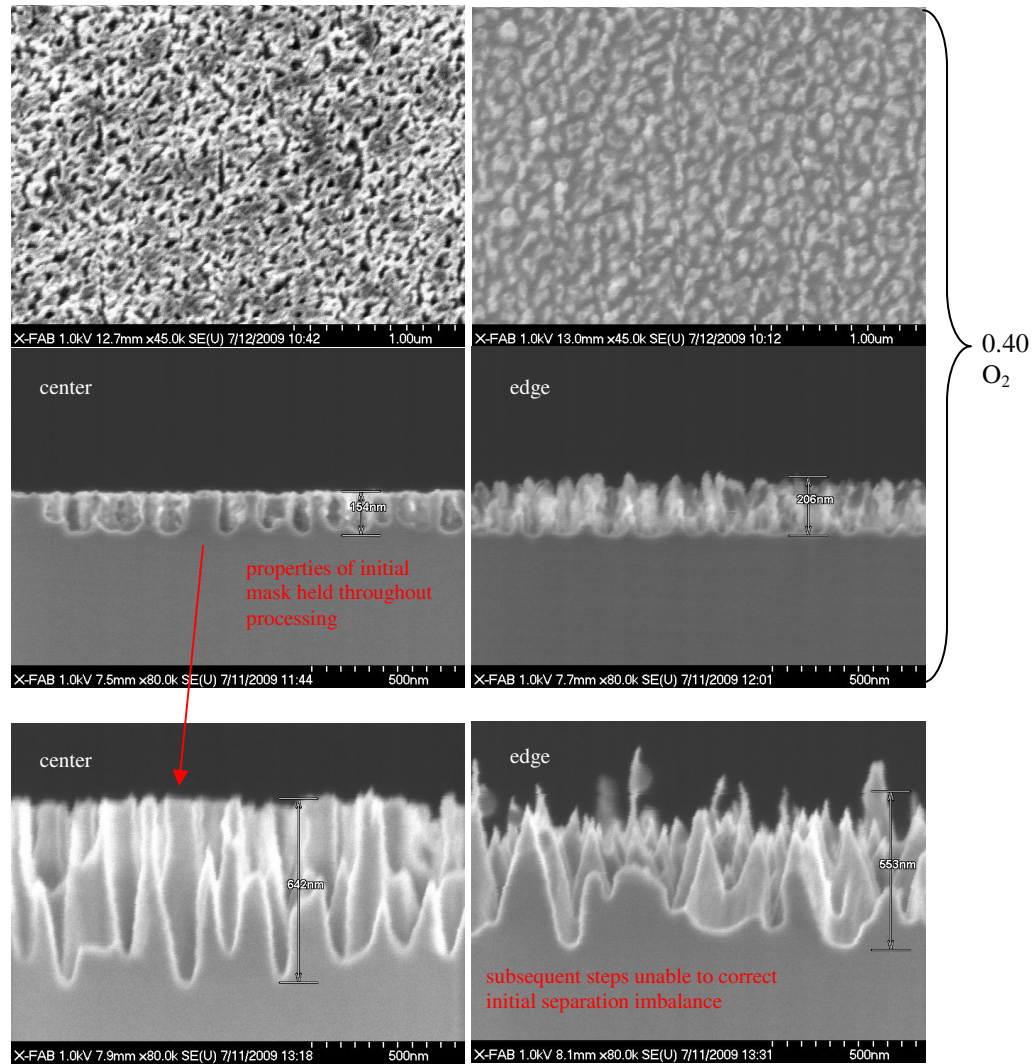 X-FAB 1.0kV 12.7mm x45.0k SE(U) 7/12/2009 10:42 1.00um
X-FAB 1.0kV 13.0mm x45.0k SE(U) 7/12/2009 10:12 1.00um
0.40
O₂
center
154nm
properties of initial
mask held throughout
processing
X-FAB 1.0kV 7.5mm x80.0k SE(U) 7/11/2009 11:44 500nm
edge
206nm
X-FAB 1.0kV 7.7mm x80.0k SE(U) 7/11/2009 12:01 500nm
center
642nm
X-FAB 1.0kV 7.9mm x80.0k SE(U) 7/11/2009 13:18 500nm
edge
553nm
subsequent steps unable to correct
initial separation imbalance
X-FAB 1.0kV 8.1mm x80.0k SE(U) 7/11/2009 13:31 500nm